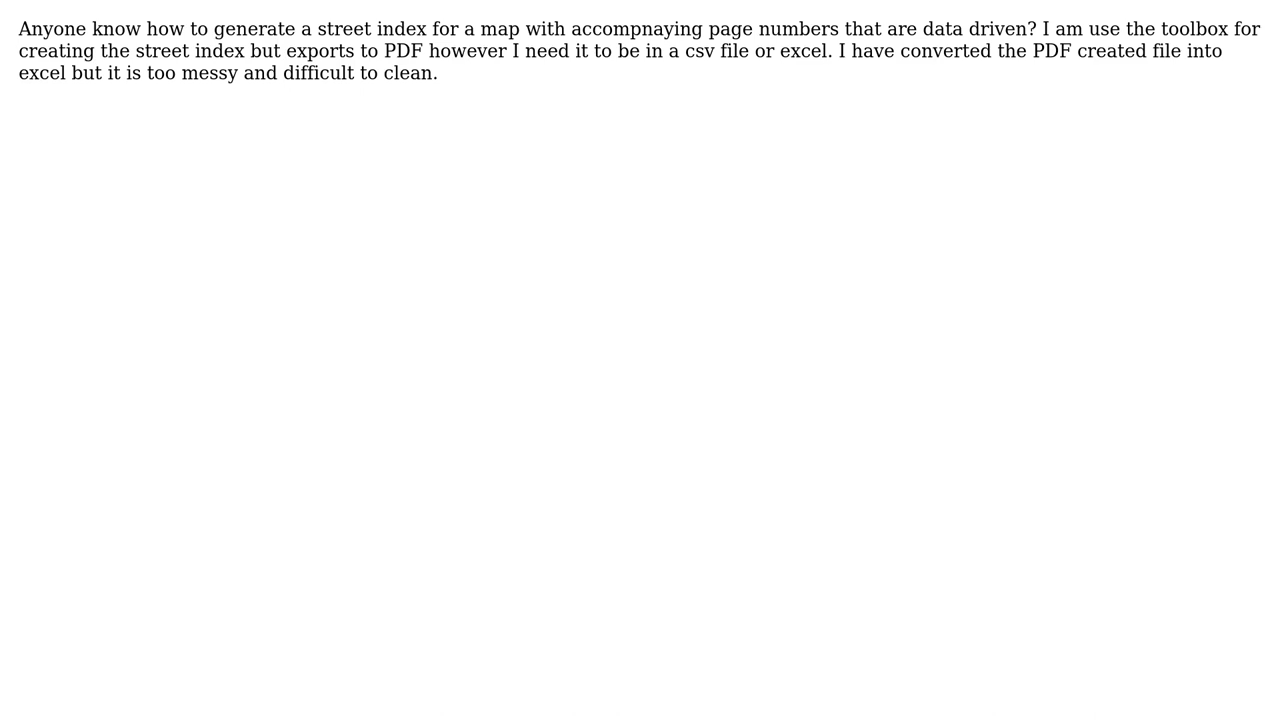 Anyone know how to generate a street index for a map with accompnaying page numbers that are data driven? I am use the toolbox for
creating the street index but exports to PDF however I need it to be in a csv file or excel. I have converted the PDF created file into
excel but it is too messy and difficult to clean.